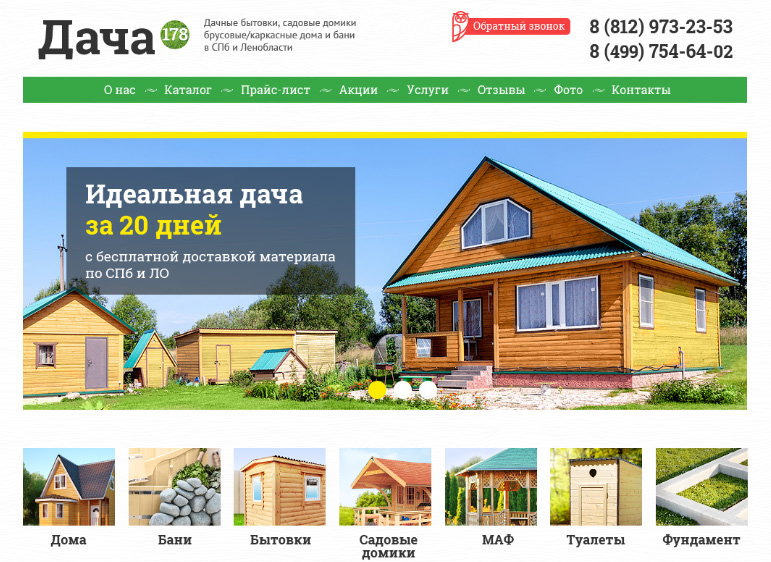 Дача 178
Дачные бытовки, садовые домики
брусовые/каркасные дома и бани
в СПб и Ленобласти
Обратный звонок
8 (812) 973-23-53
8 (499) 754-64-02
О нас Каталог Прайс-лист Акции Услуги Отзывы Фото Контакты
Идеальная дача
за 20 дней
с бесплатной доставкой материала
по СПб и ЛО
Дома Бани Бытовки Садовые МАФ Туалеты Фундамент
домики